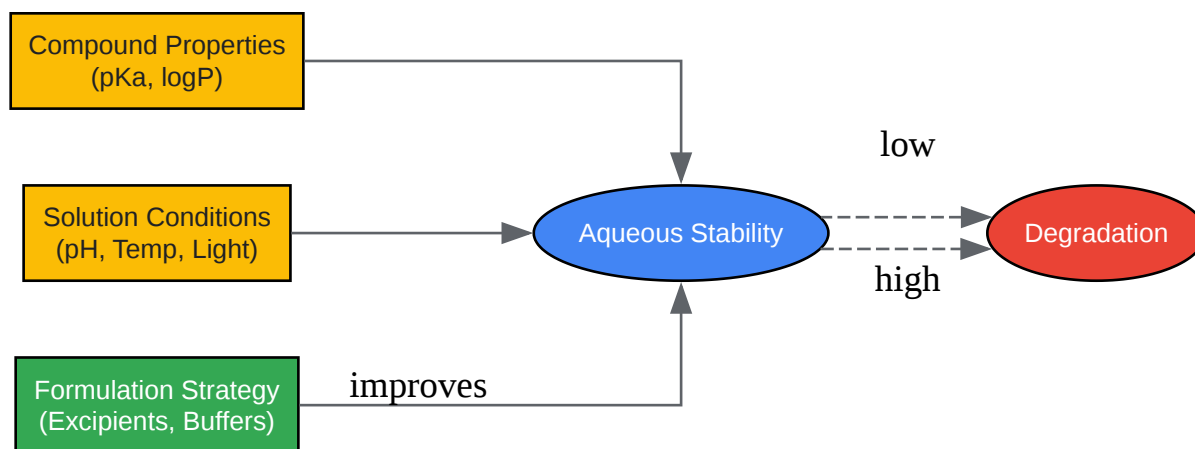 Compound Properties
(pKa, logP)
low
Solution Conditions
(pH, Temp, Light)
Aqueous Stability
Degradation
high
Formulation Strategy
(Excipients, Buffers)
improves